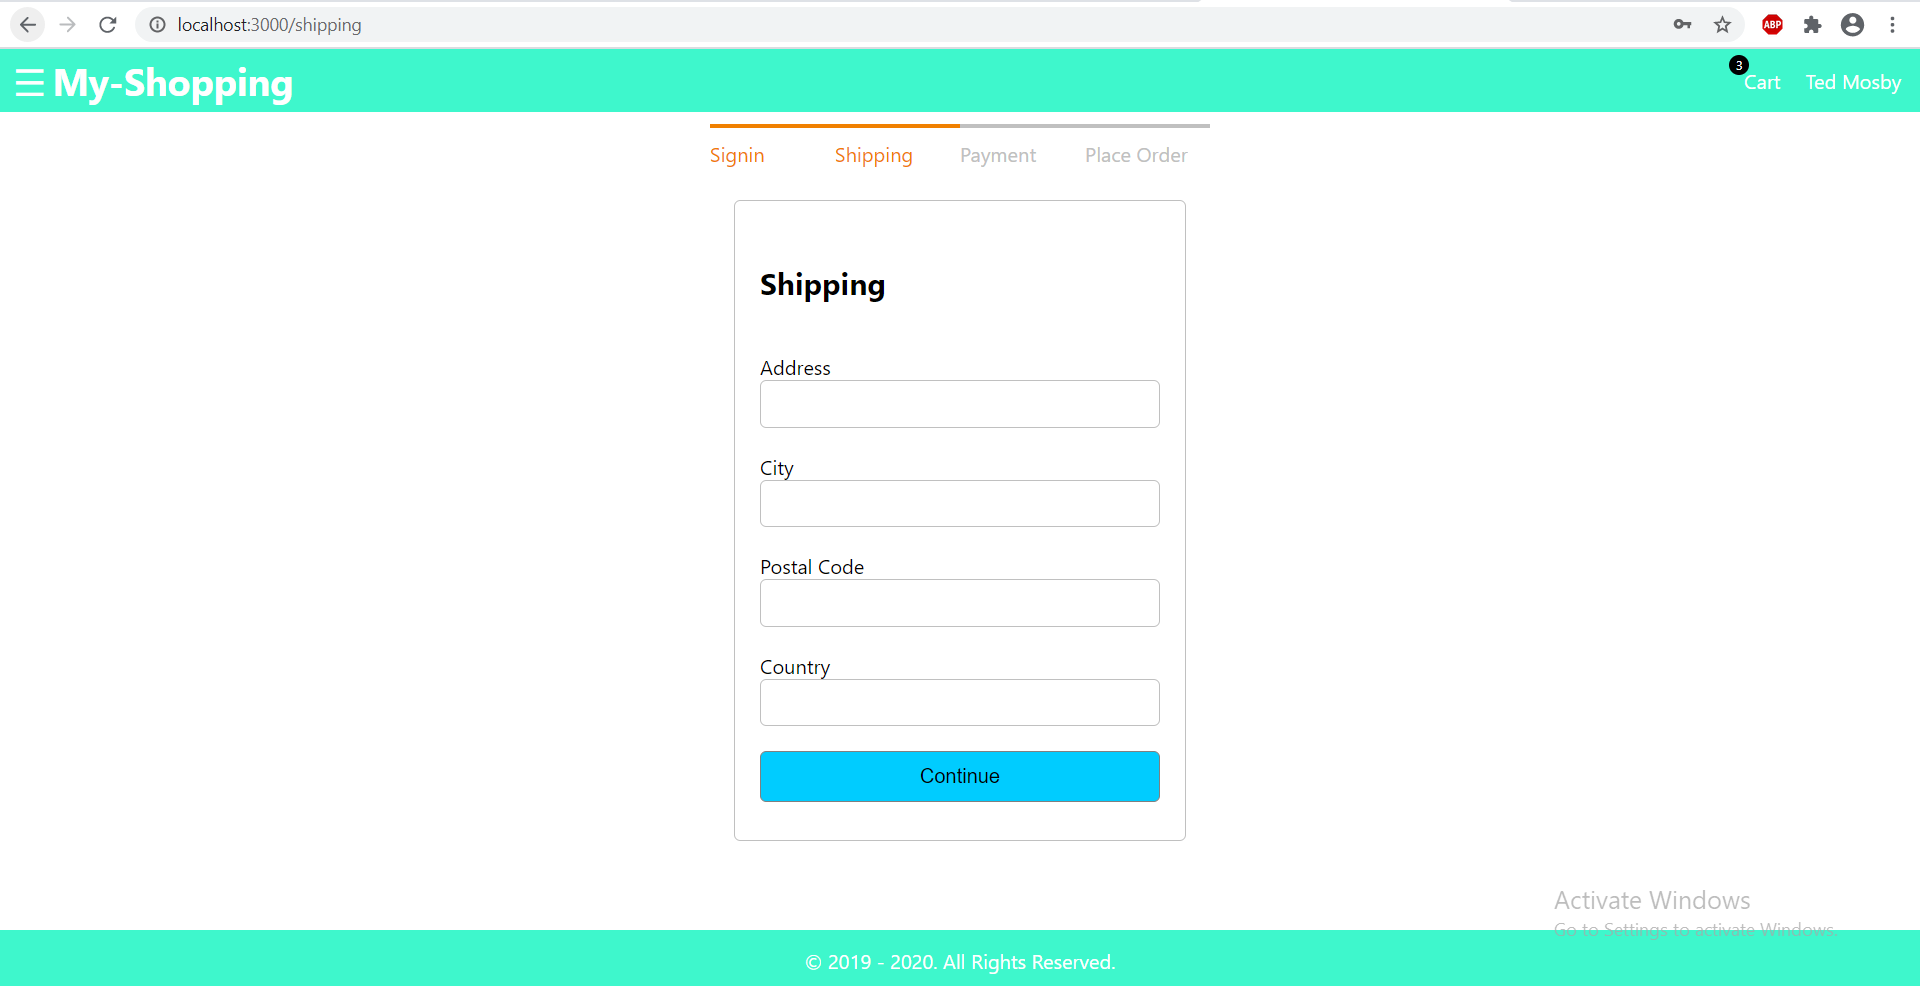 localhost:3000/shipping
ABP
☰ My-Shopping
3
Cart Ted Mosby
Signin Shipping Payment Place Order
Shipping
Address
City
Postal Code
Country
Continue
Activate Windows
Go to Settings to activate Windows.
© 2019 - 2020. All Rights Reserved.